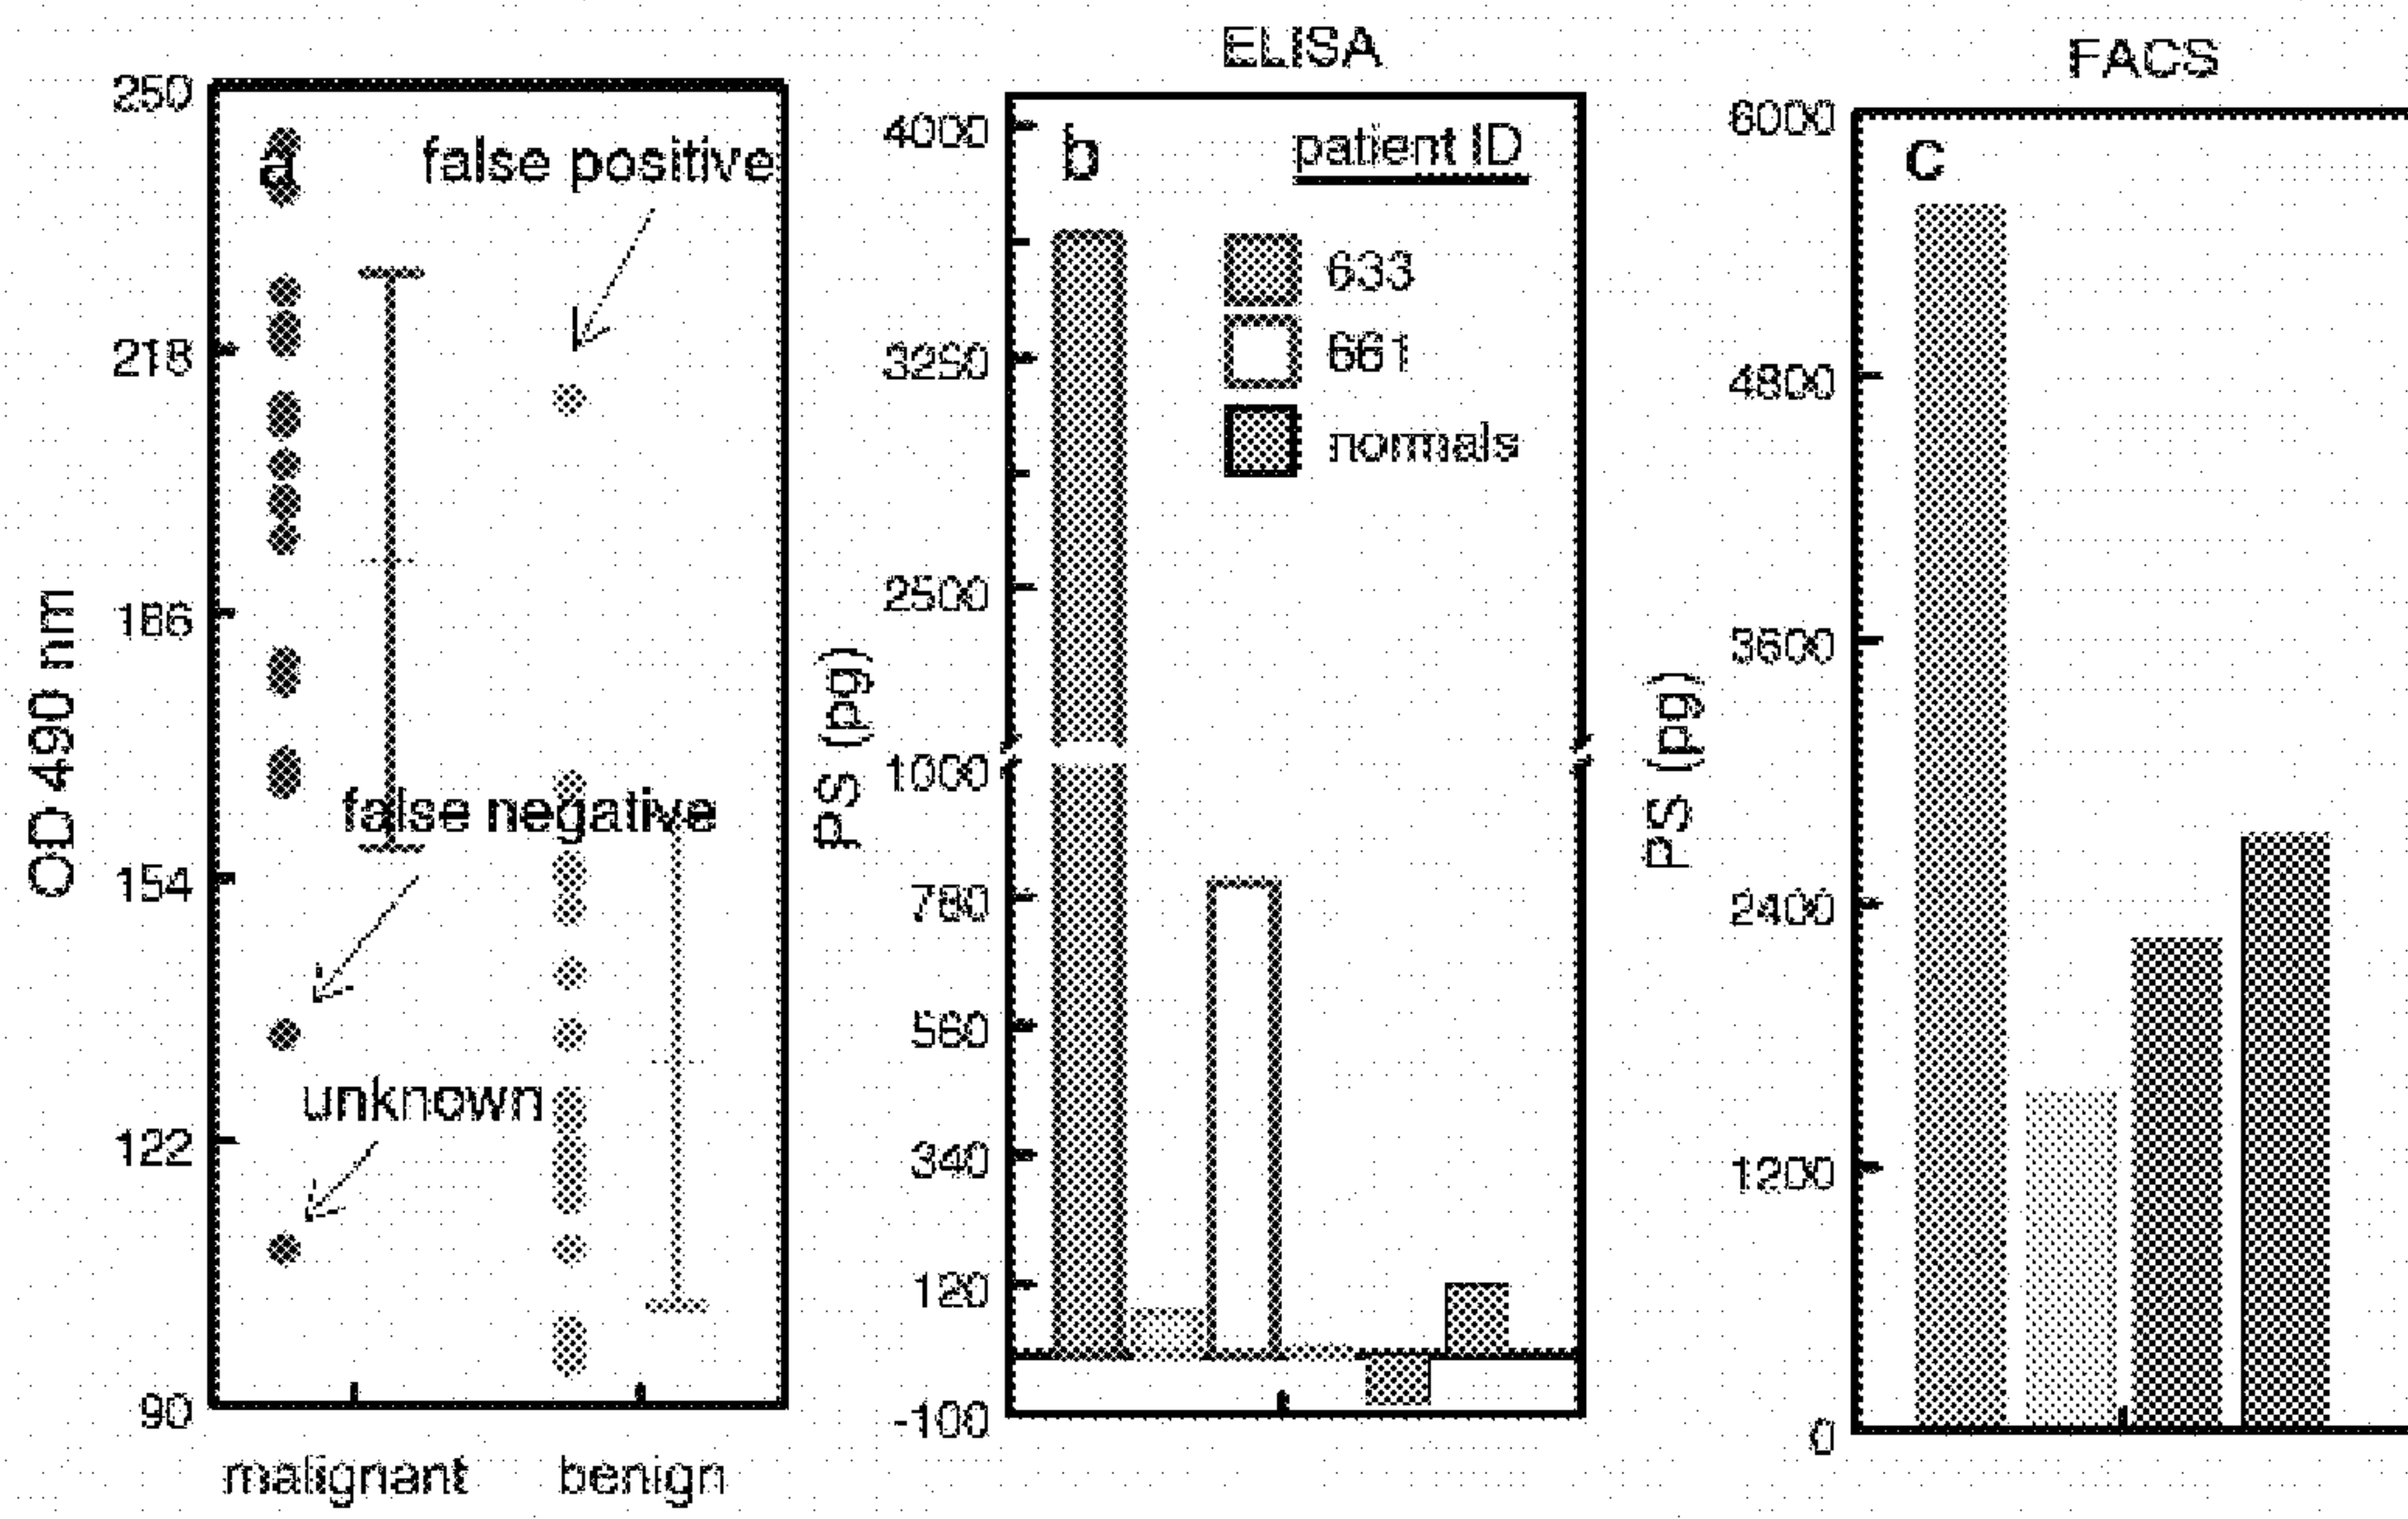 ELISA
FACS
250
218
186
154
122
90
OD 490 nm
a
false positive
false negative
unknown
malignant
benign
4000
3250
2500
1000
780
560
340
120
-100
PS (pg)
b
patient ID
633
661
normals
6000
4800
3600
2400
1200
0
PS (pg)
c